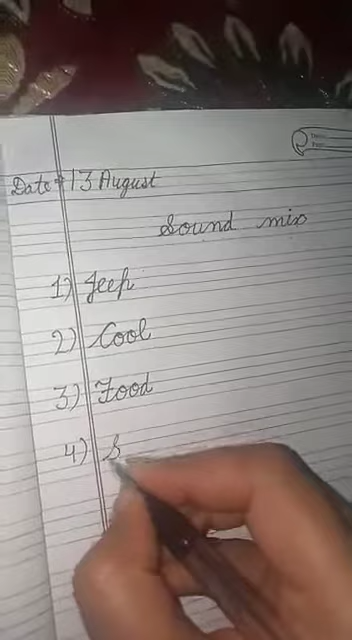 Date 13 August
Sound mix
1) Jeep
2) Cool
3) Food
4) S